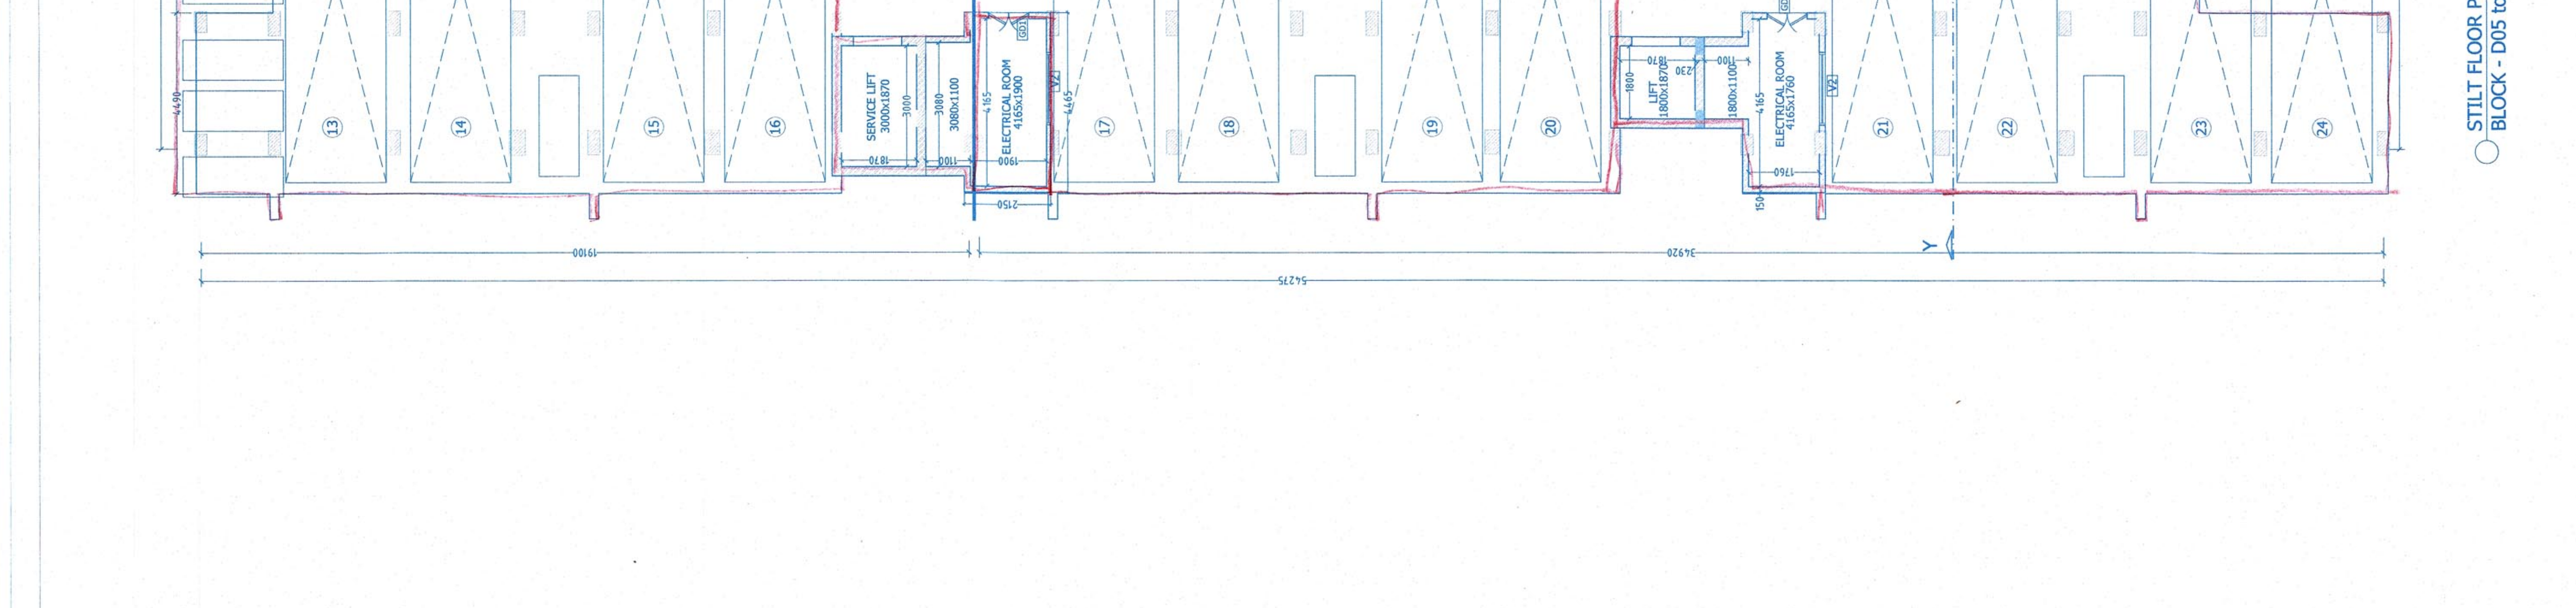 4490
13
14
15
16
SERVICE LIFT
3000x1870
3000
1870
3080
3080x1100
1100
4165
ELECTRICAL ROOM
4165x1900
1900
GD1
V2
4465
2150
17
18
19
20
1800
LIFT
1800x1870
1870
230
1100
1800x1100
4165
ELECTRICAL ROOM
4165x1760
1760
150
GD
V2
21
22
23
24
19100
34920
Y
54275
STILT FLOOR P
BLOCK - D05 to